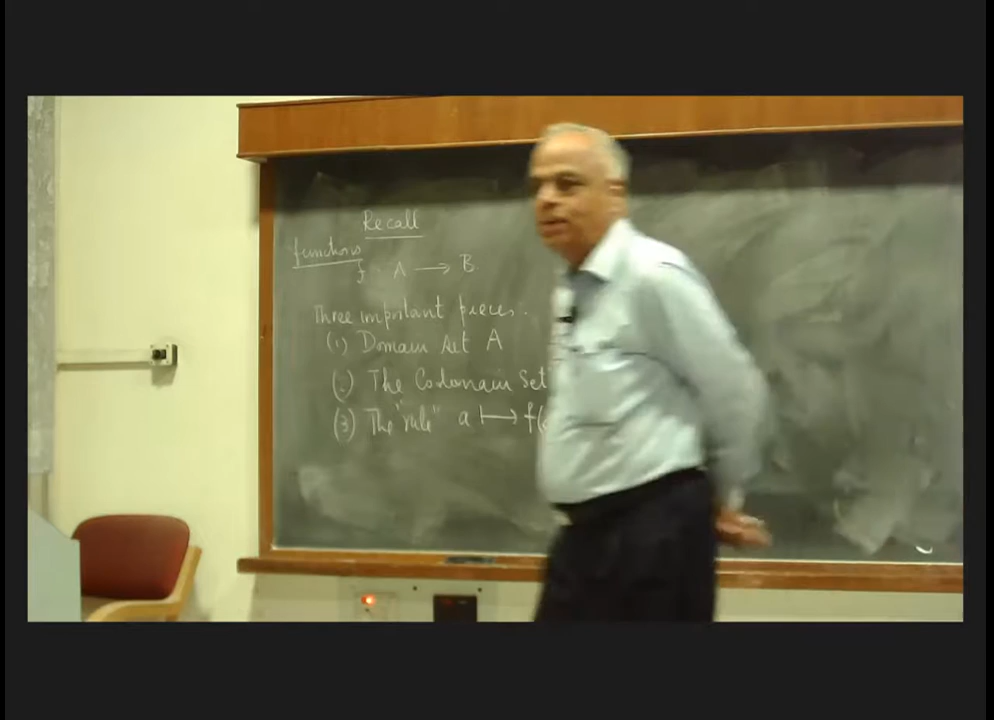 Recall
functions
f A → B.
Three important pieces.
(1) Domain set A
(2) The Codomain Set
(3) The "rule" a ↦ f(